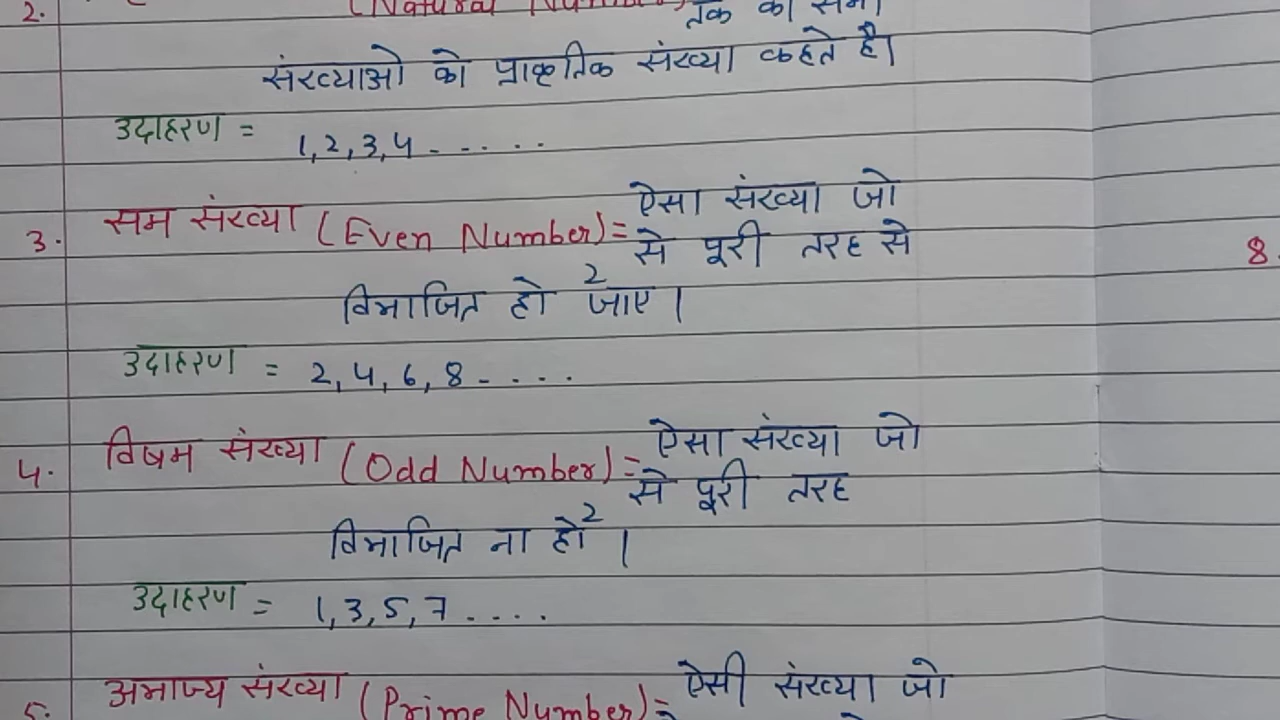 2. (Natural Number) तक की सभी
संख्याओ को प्राकृतिक संख्या कहते है।
उदाहरण = 1,2,3,4 - - . . .
3. सम संख्या (Even Number) = ऐसा संख्या जो
2 से पूरी तरह से
विभाजित हो जाए।
उदाहरण = 2,4,6,8 - . . . .
8.
4. विषम संख्या (Odd Number) = ऐसा संख्या जो
2 से पूरी तरह
विभाजित ना हो।
उदाहरण = 1,3,5,7 . . . .
5. अभाज्य संख्या (Prime Number) = ऐसी संख्या जो